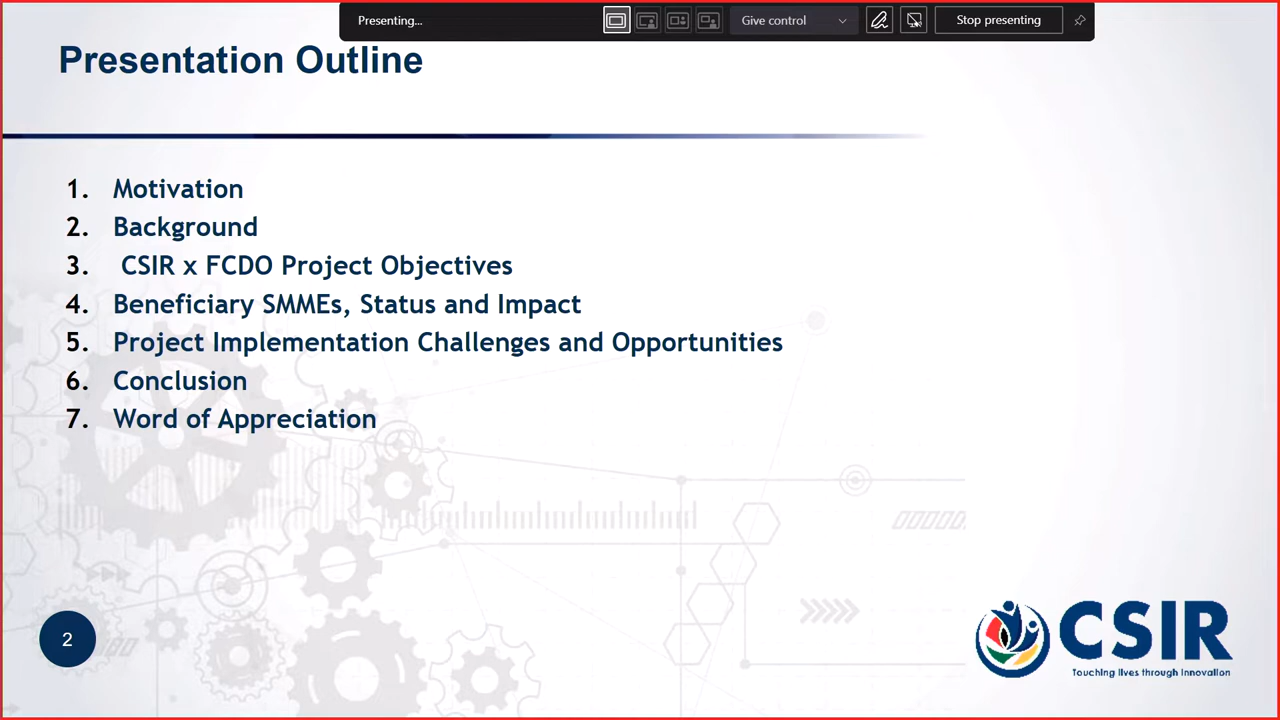 Presenting...
Give control
Stop presenting
Presentation Outline
1. Motivation
2. Background
3. CSIR x FCDO Project Objectives
4. Beneficiary SMMEs, Status and Impact
5. Project Implementation Challenges and Opportunities
6. Conclusion
7. Word of Appreciation
2
CSIR
Touching lives through innovation